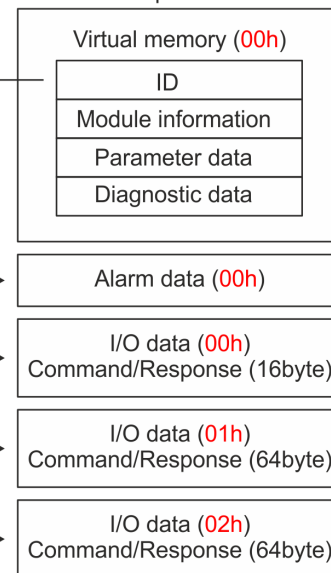 Virtual memory (00h)
ID
Module information
Parameter data
Diagnostic data
Alarm data (00h)
I/O data (00h)
Command/Response (16byte)
I/O data (01h)
Command/Response (64byte)
I/O data (02h)
Command/Response (64byte)